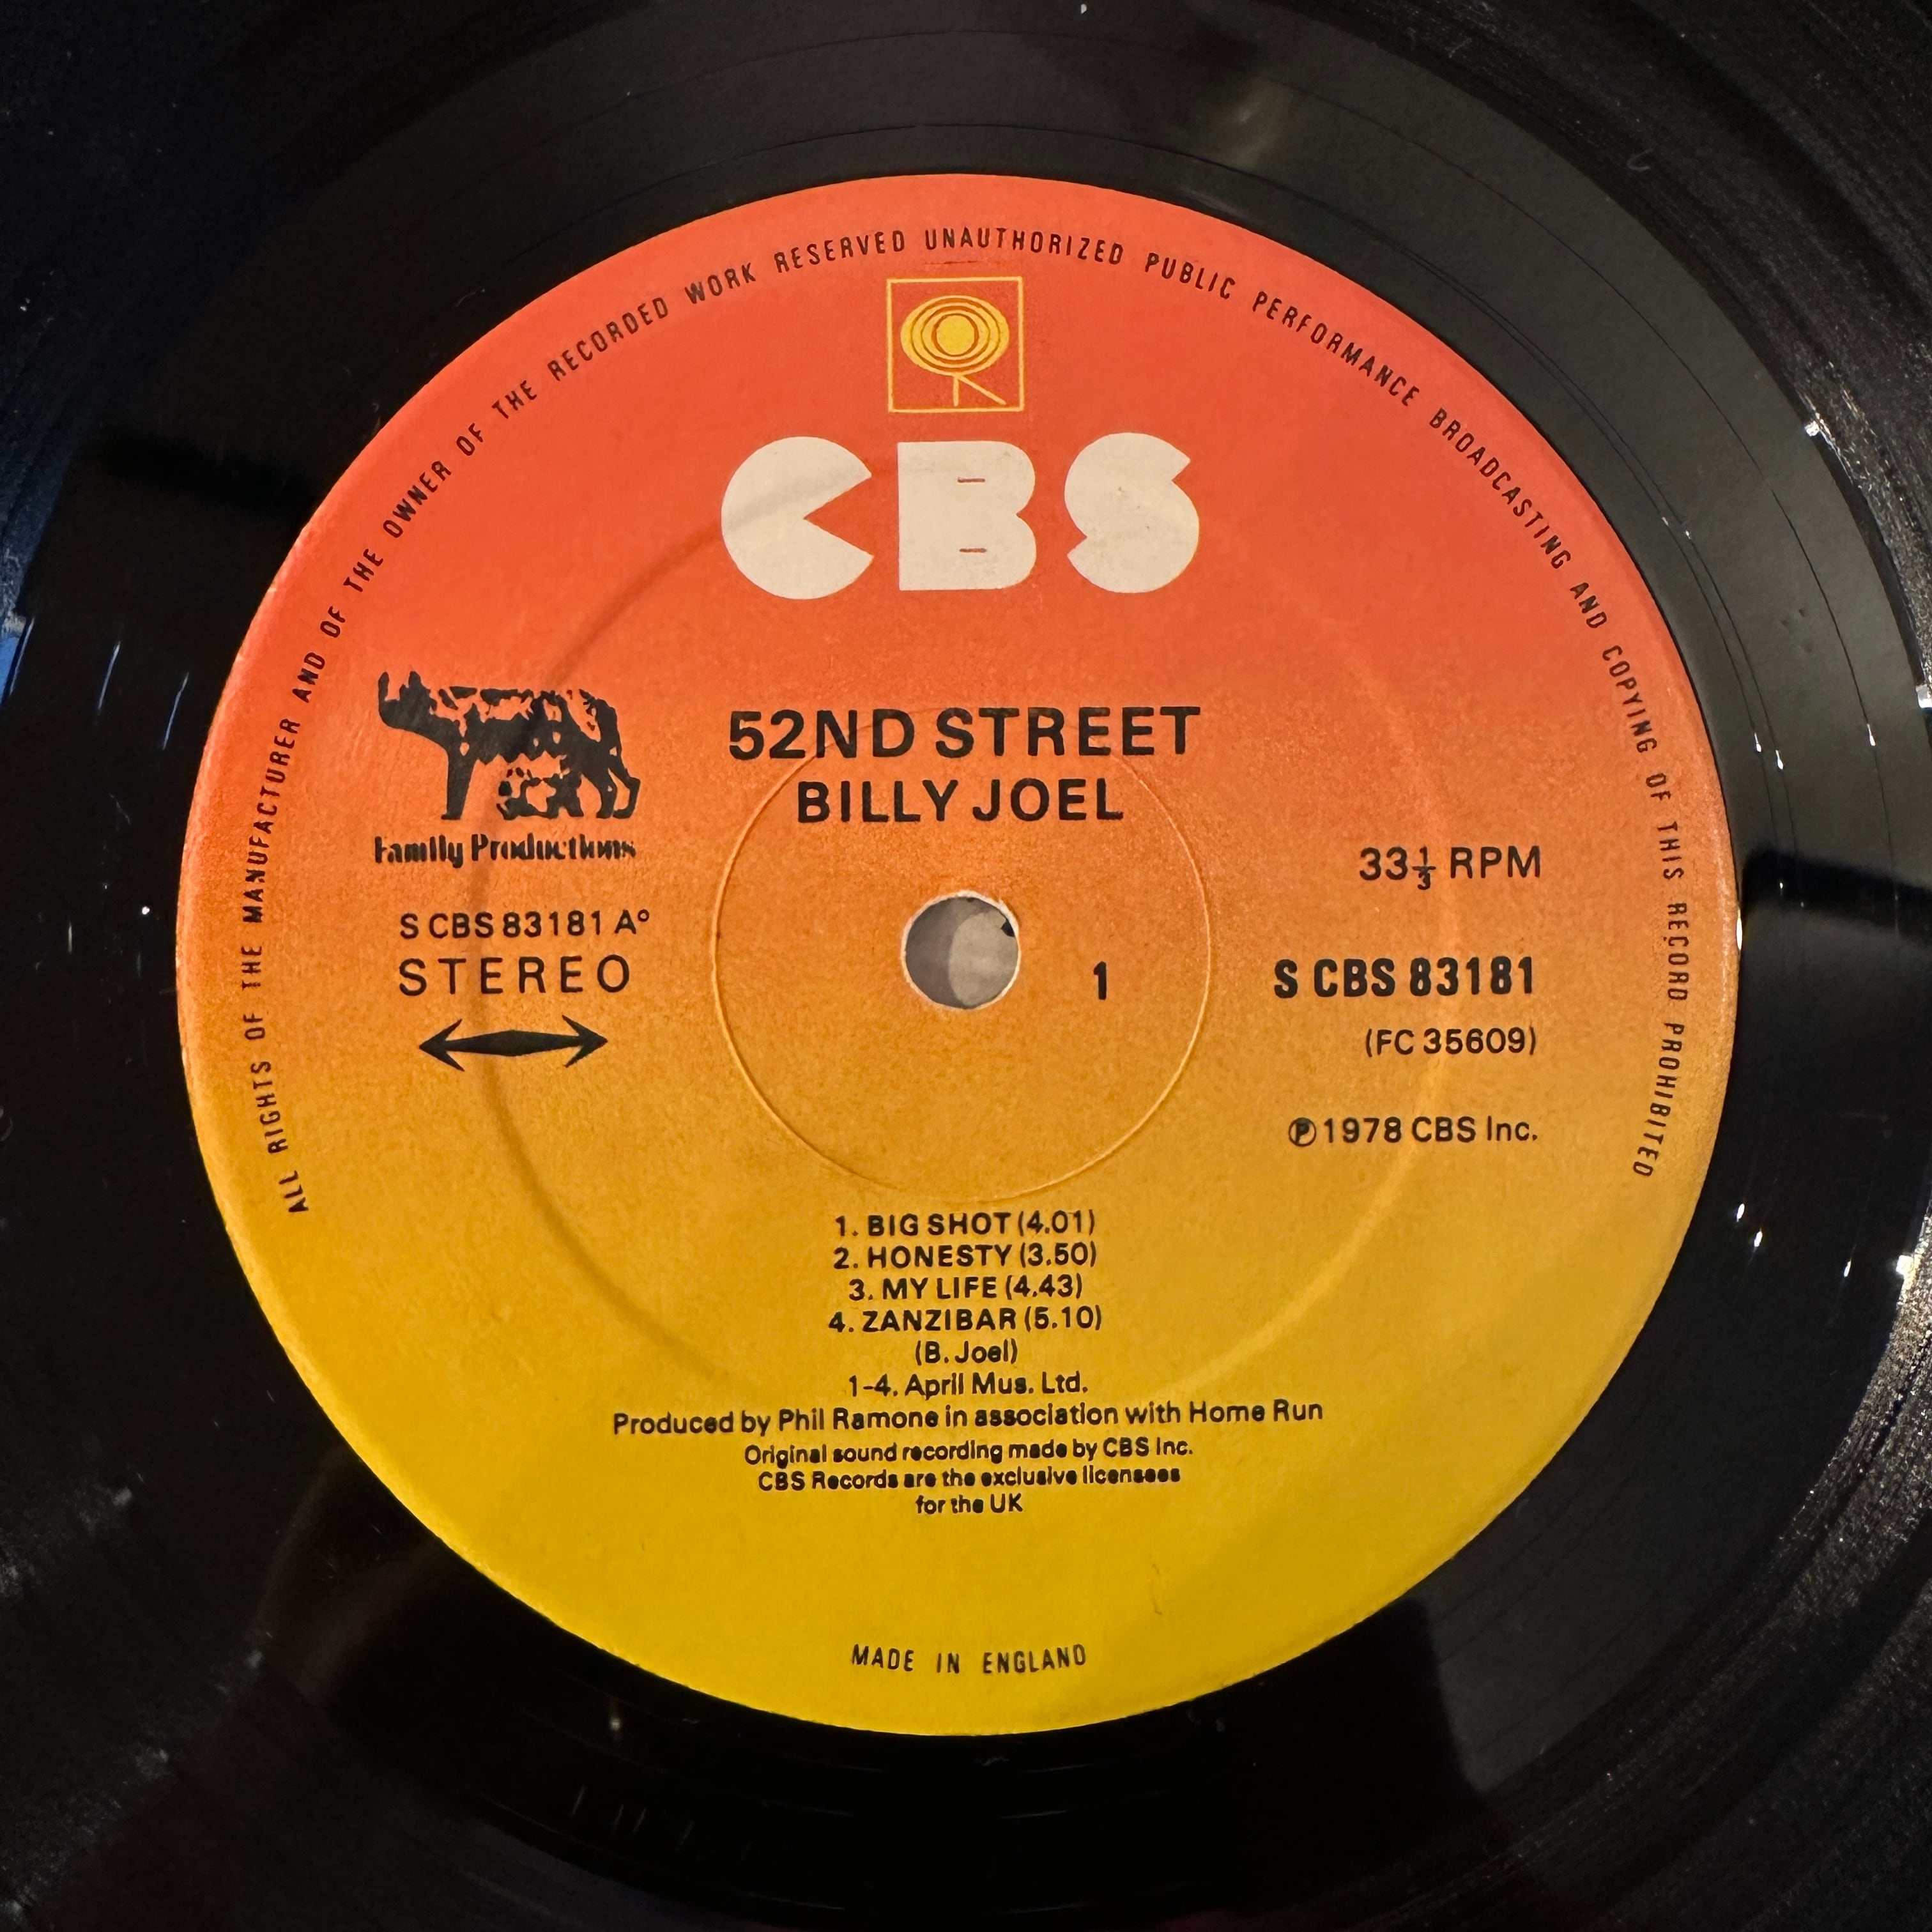 ALL RIGHTS OF THE MANUFACTURER AND OF THE OWNER OF THE RECORDED WORK RESERVED UNAUTHORIZED PUBLIC PERFORMANCE BROADCASTING AND COPYING OF THIS RECORD PROHIBITED
CBS
52ND STREET
BILLY JOEL
Family Productions
33⅓ RPM
S CBS 83181 A°
STEREO
1
S CBS 83181
(FC 35609)
℗1978 CBS Inc.
1. BIG SHOT (4.01)
2. HONESTY (3.50)
3. MY LIFE (4.43)
4. ZANZIBAR (5.10)
(B. Joel)
1-4. April Mus. Ltd.
Produced by Phil Ramone in association with Home Run
Original sound recording made by CBS Inc.
CBS Records are the exclusive licensees
for the UK
MADE IN ENGLAND